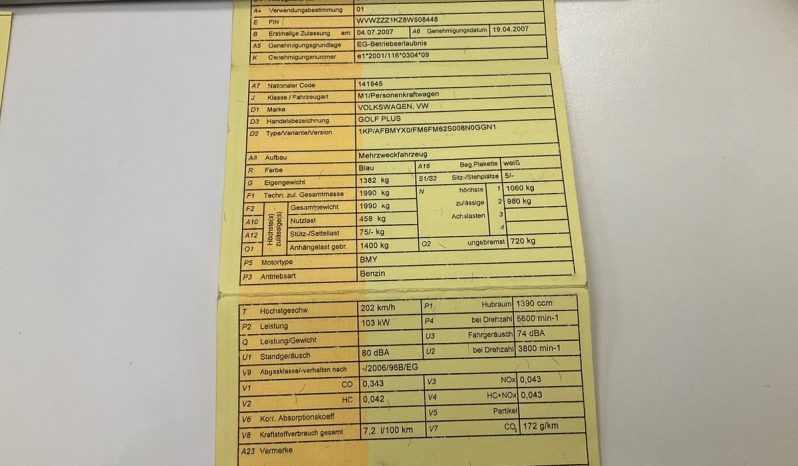 A4 Verwendungsbestimmung 01
E FIN WVWZZZ1KZ8W508448
B Erstmalige Zulassung am: 04.07.2007 A6 Genehmigungsdatum 19.04.2007
A5 Genehmigungsgrundlage EG-Betriebserlaubnis
K Genehmigungsnummer e1*2001/116*0304*09
A7 Nationaler Code 141945
J Klasse / Fahrzeugart M1/Personenkraftwagen
D1 Marke VOLKSWAGEN, VW
D3 Handelsbezeichnung GOLF PLUS
D2 Type/Variante/Version 1KP/AFBMYX0/FM6FM62S008N0GGN1
A9 Aufbau Mehrzweckfahrzeug
R Farbe Blau A16 Beg.Plakette weiß
G Eigengewicht 1382 kg S1/S2 Sitz-/Stehplätze 5/-
F1 Techn. zul. Gesamtmasse 1990 kg N höchste 1 1060 kg
Höchste(s) zulässige(s) F2 Gesamtgewicht 1990 kg zulässige 2 980 kg
A10 Nutzlast 458 kg Achslasten 3
A12 Stütz-/Sattellast 75/- kg 4
O1 Anhängelast gebr. 1400 kg O2 ungebremst 720 kg
P5 Motortype BMY
P3 Antriebsart Benzin
T Höchstgeschw. 202 km/h P1 Hubraum 1390 ccm
P2 Leistung 103 kW P4 bei Drehzahl 5600 min-1
Q Leistung/Gewicht U3 Fahrgeräusch 74 dBA
U1 Standgeräusch 80 dBA U2 bei Drehzahl 3800 min-1
V9 Abgasklasse/-verhalten nach -/2006/96B/EG
V1 CO 0,343 V3 NOx 0,043
V2 HC 0,042 V4 HC+NOx 0,043
V6 Korr. Absorptionskoeff V5 Partikel
V8 Kraftstoffverbrauch gesamt 7,2 l/100 km V7 CO₂ 172 g/km
A23 Vermerke